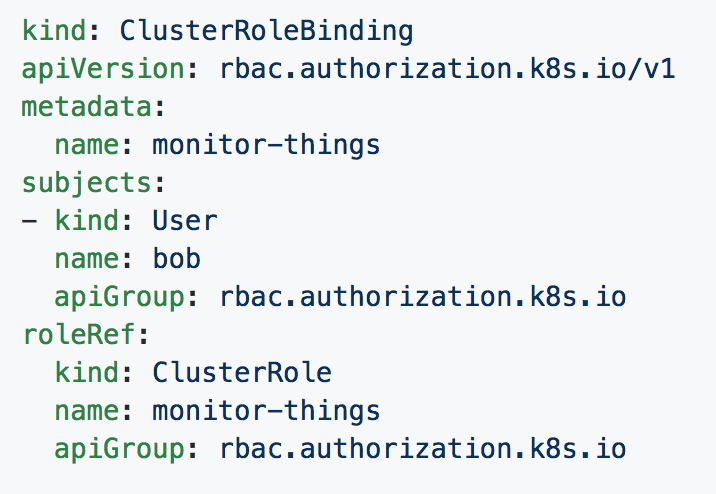 kind: ClusterRoleBinding
apiVersion: rbac.authorization.k8s.io/v1
metadata:
  name: monitor-things
subjects:
- kind: User
  name: bob
  apiGroup: rbac.authorization.k8s.io
roleRef:
  kind: ClusterRole
  name: monitor-things
  apiGroup: rbac.authorization.k8s.io